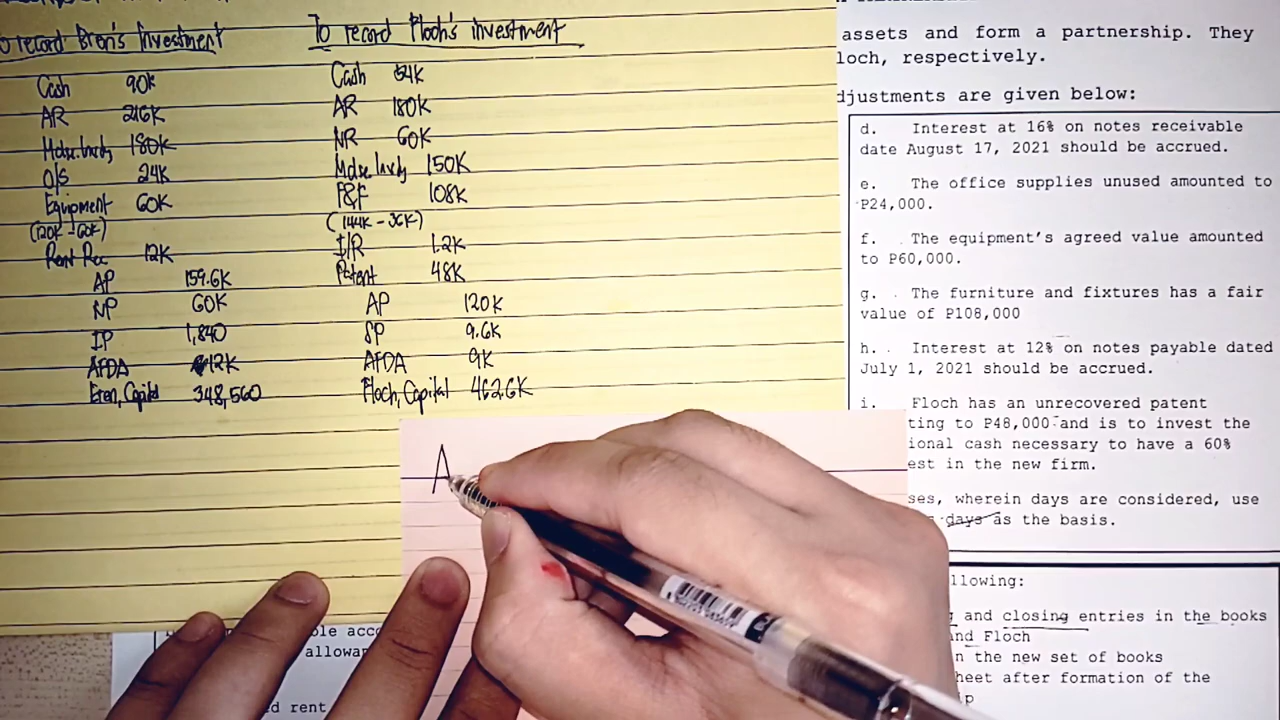 o record Eren's Investment
Cash 90K
AR 216K
Mdse. Invty 180K
O/S 24K
Equipment 60K
(120K - 60K)
Rent Rec 12K
AP 159.6K
NP 60K
IP 1,840
AFDA 12K
Eren, Capital 348,560
To record Floch's investment
Cash 54K
AR 180K
NR 60K
Mdse. Invty 150K
F&F 108K
(144K - 36K)
I/R 1.2K
Patent 48K
AP 120K
SP 9.6K
AFDA 9K
Floch, Capital 462.6K
A
assets and form a partnership. They
loch, respectively.
djustments are given below:
d. Interest at 16% on notes receivable
date August 17, 2021 should be accrued.
e. The office supplies unused amounted to
P24,000.
f. The equipment's agreed value amounted
to P60,000.
g. The furniture and fixtures has a fair
value of P108,000
h. Interest at 12% on notes payable dated
July 1, 2021 should be accrued.
i. Floch has an unrecovered patent
ting to P48,000 and is to invest the
ional cash necessary to have a 60%
est in the new firm.
ses, wherein days are considered, use
days as the basis.
llowing:
g and closing entries in the books
nd Floch
n the new set of books
heet after formation of the
ip
le acc
allowa
d rent